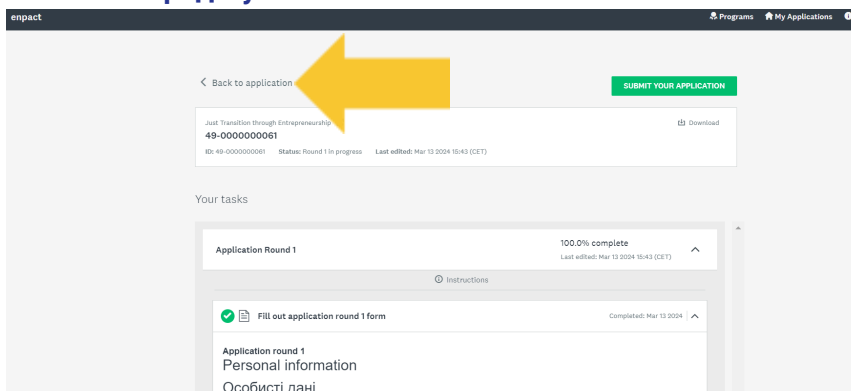 enpact
Programs
My Applications
Back to application
SUBMIT YOUR APPLICATION
Just Transition through Entrepreneurship
Download
49-0000000061
ID: 49-0000000061 Status: Round 1 in progress Last edited: Mar 13 2024 15:43 (CET)
Your tasks
Application Round 1
100.0% complete
Last edited: Mar 13 2024 15:43 (CET)
Instructions
Fill out application round 1 form
Completed: Mar 13 2024
Application round 1
Personal information
Особисті дані